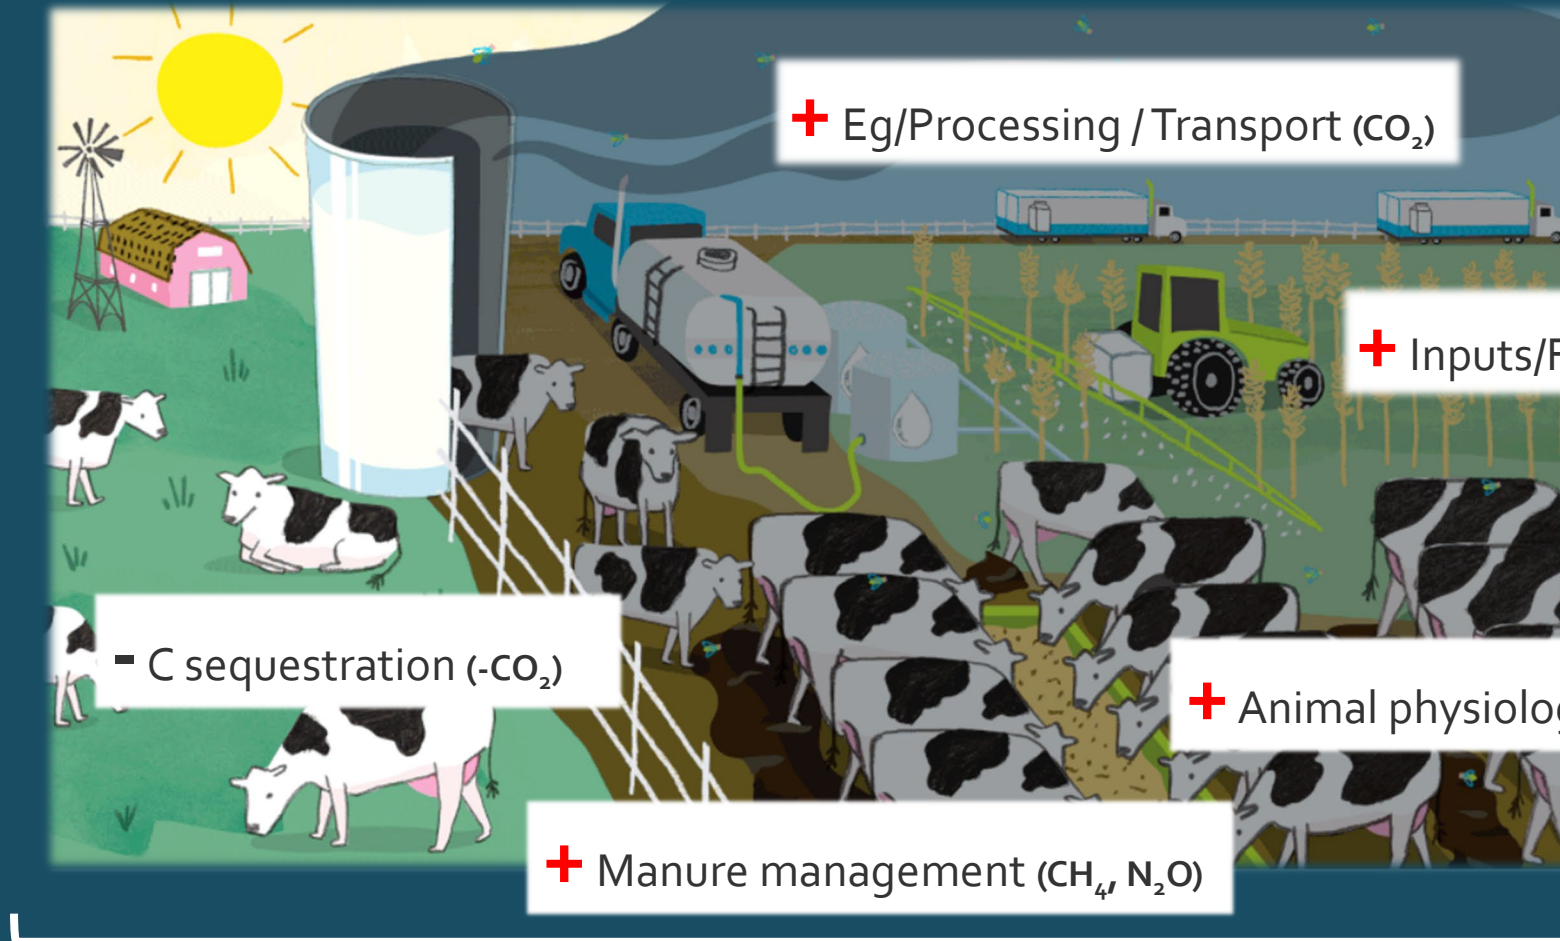 + Eg/Processing / Transport (CO₂)
+ Inputs/F
- C sequestration (-CO₂)
+ Animal physiolog
+ Manure management (CH₄, N₂O)